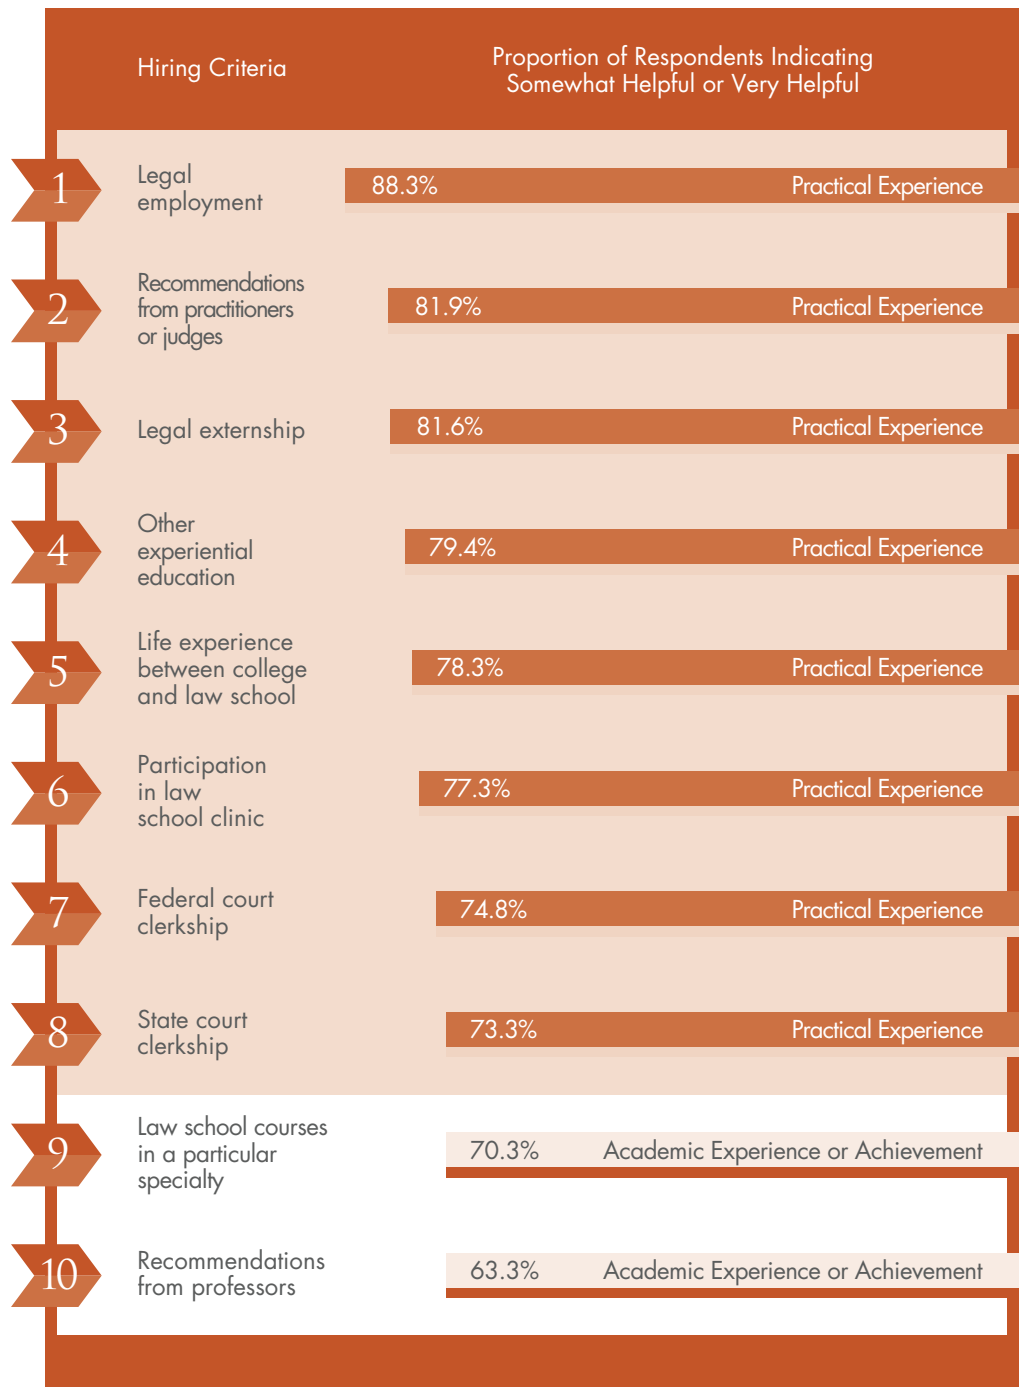 Hiring Criteria
Proportion of Respondents Indicating
Somewhat Helpful or Very Helpful
1
Legal
employment
88.3%
Practical Experience
2
Recommendations
from practitioners
or judges
81.9%
Practical Experience
3
Legal externship
81.6%
Practical Experience
4
Other
experiential
education
79.4%
Practical Experience
5
Life experience
between college
and law school
78.3%
Practical Experience
6
Participation
in law
school clinic
77.3%
Practical Experience
7
Federal court
clerkship
74.8%
Practical Experience
8
State court
clerkship
73.3%
Practical Experience
9
Law school courses
in a particular
specialty
70.3%
Academic Experience or Achievement
10
Recommendations
from professors
63.3%
Academic Experience or Achievement